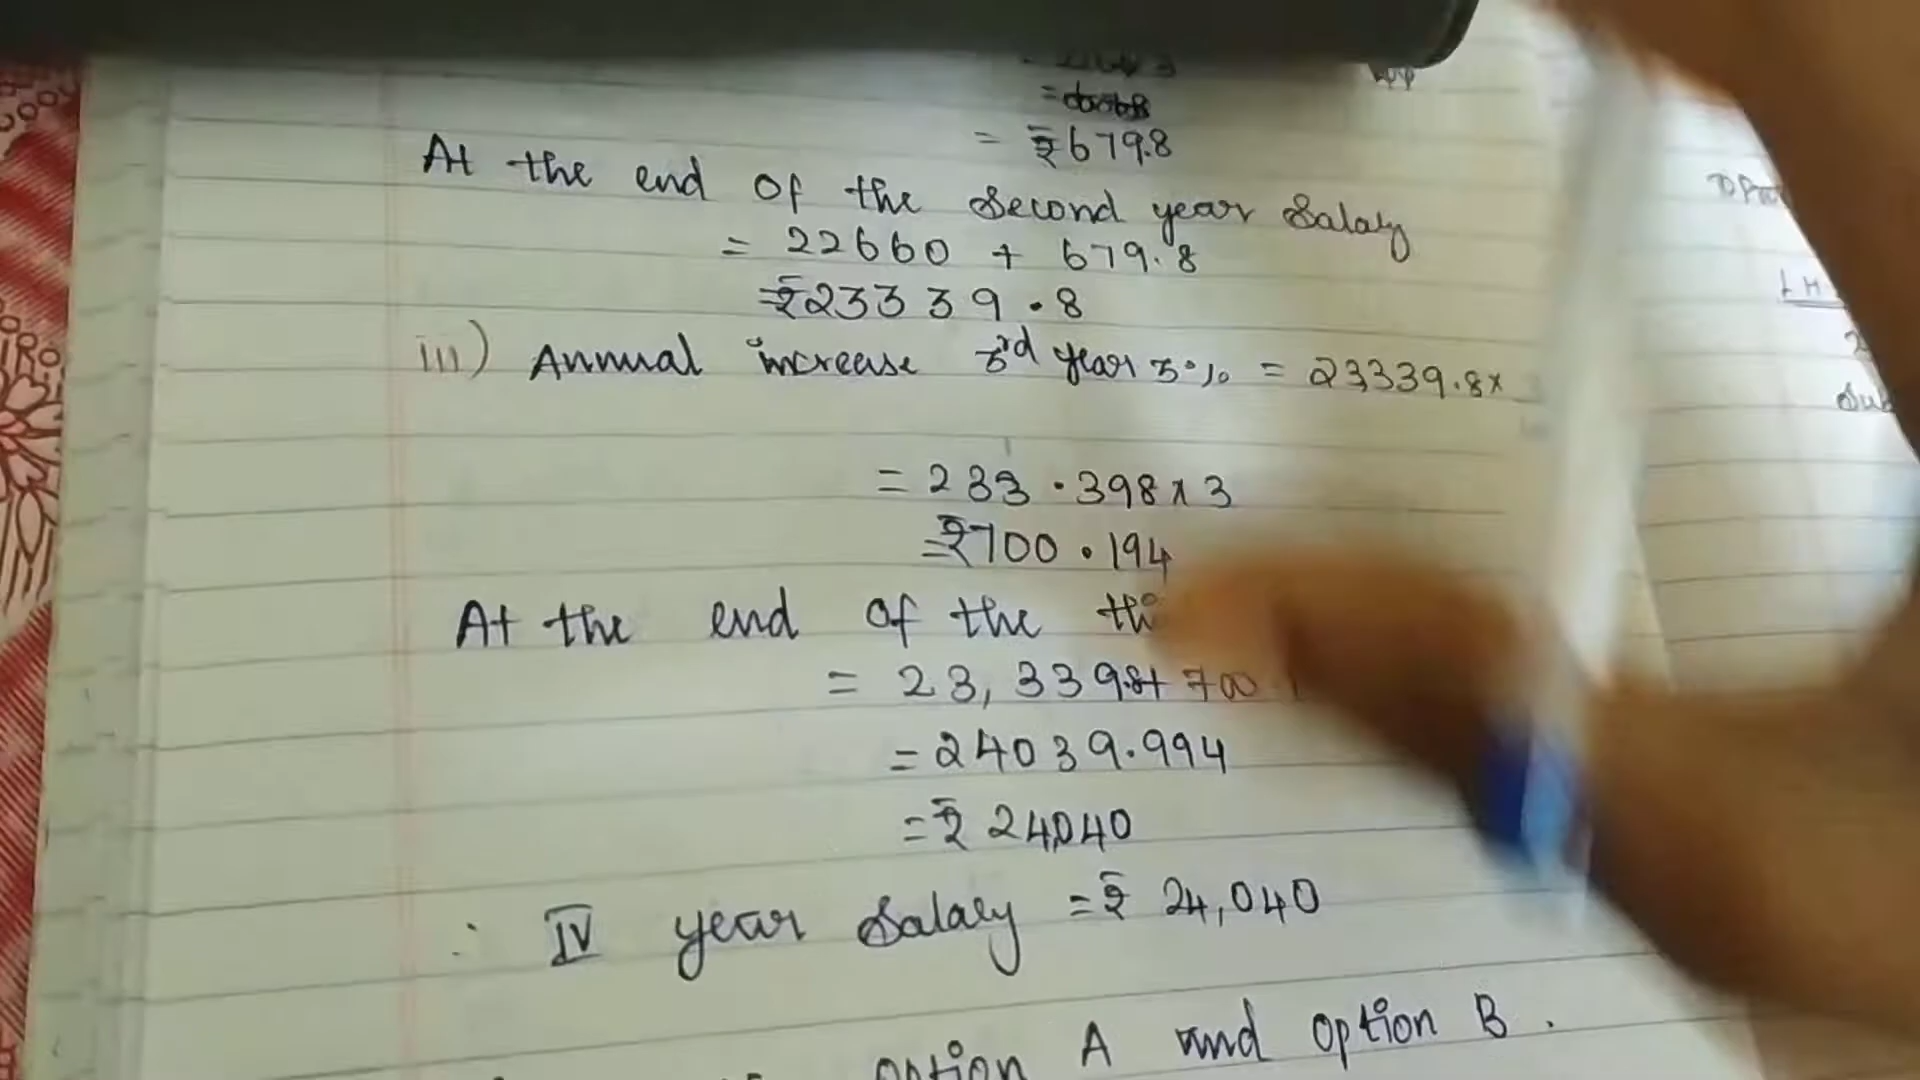 = ₹679.8
At the end of the second year salary
= 22660 + 679.8
= ₹23339.8
iii) Annual increase 3rd year 3% = 23339.8 x
= 233.398 x 3
= ₹700.194
At the end of the
= 23,339.8 + 700.
= 24039.994
= ₹ 24,040
∴ IV year salary = ₹ 24,040
option A and option B.